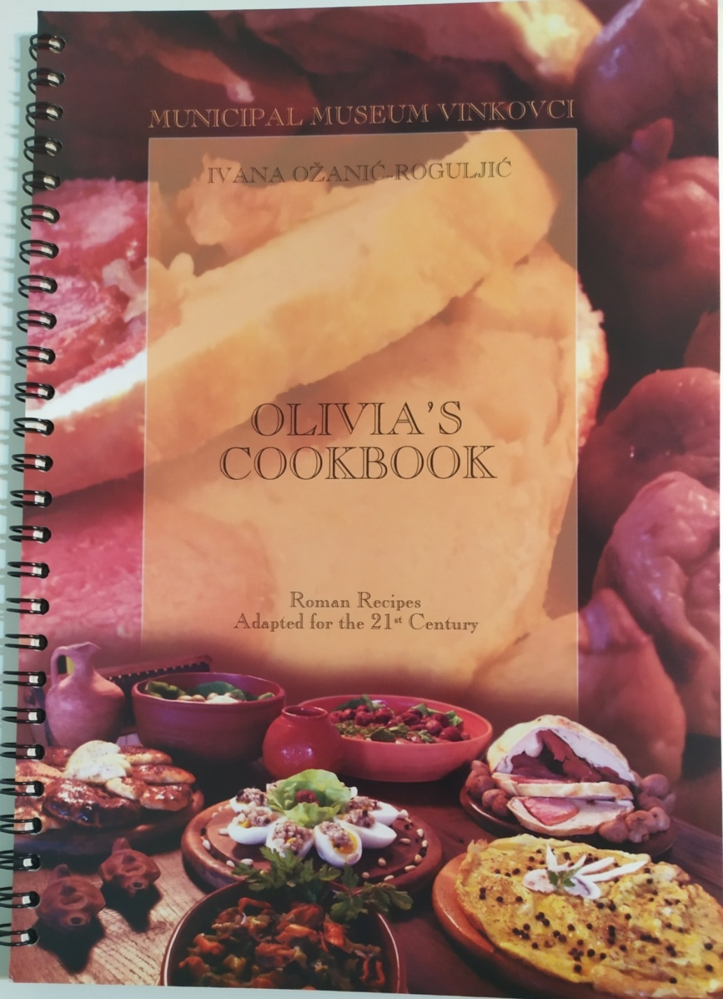 MUNICIPAL MUSEUM VINKOVCI
IVANA OŽANIĆ-ROGULJIĆ
OLIVIA'S
COOKBOOK
Roman Recipes
Adapted for the 21st Century